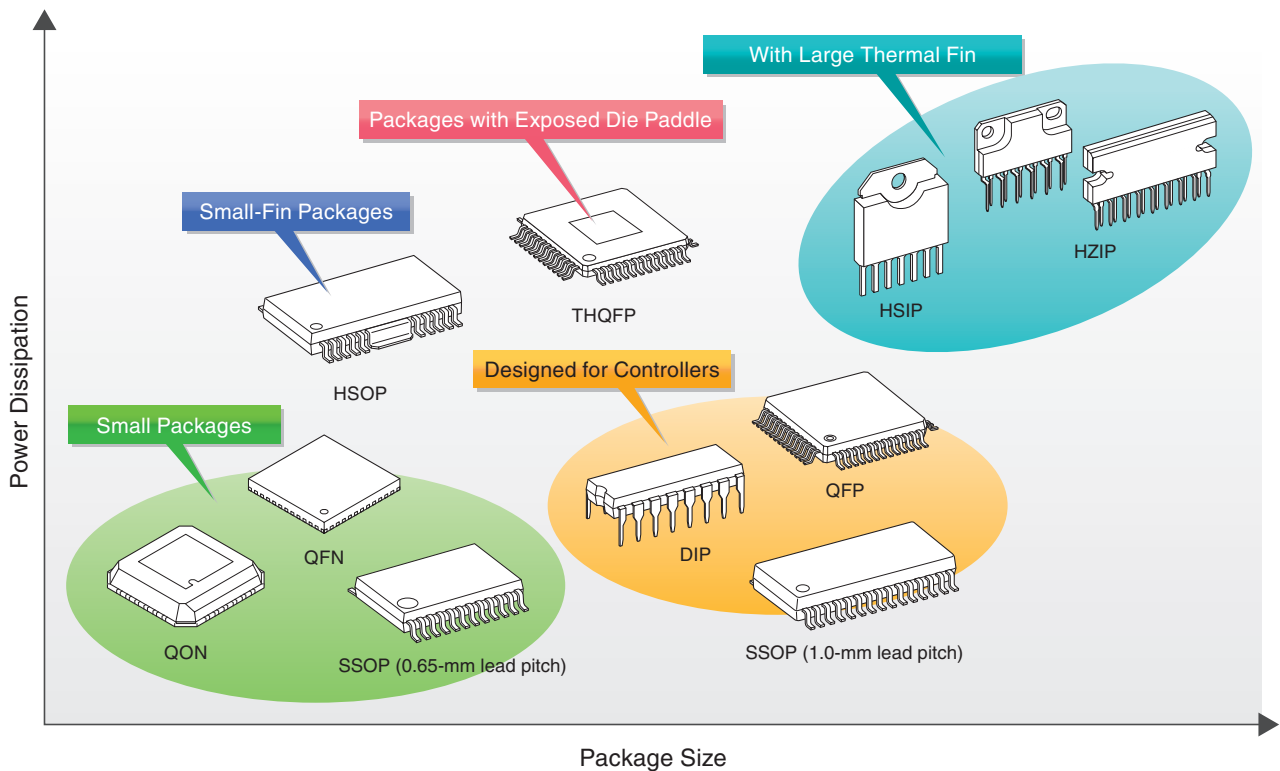 With Large Thermal Fin
Packages with Exposed Die Paddle
Small-Fin Packages
HZIP
HSIP
THQFP
Designed for Controllers
HSOP
Small Packages
QFP
QFN
DIP
QON
SSOP (0.65-mm lead pitch)
SSOP (1.0-mm lead pitch)
Power Dissipation
Package Size